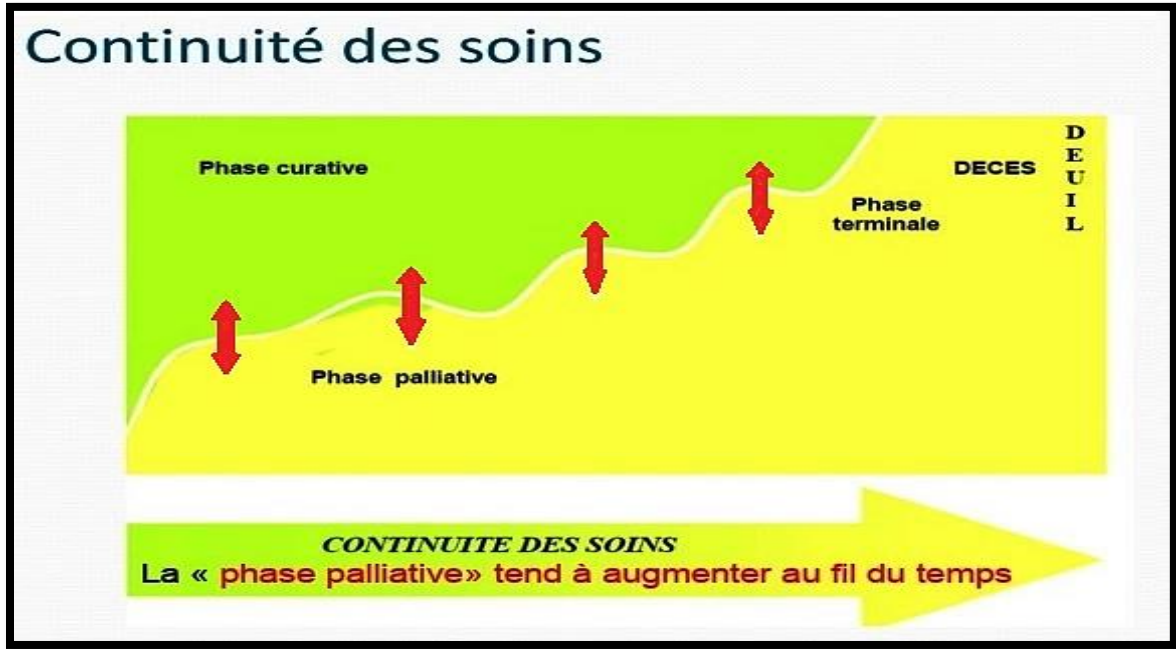 Continuité des soins
Phase curative
DECES
DEUIL
Phase
terminale
Phase palliative
CONTINUITE DES SOINS
La « phase palliative» tend à augmenter au fil du temps